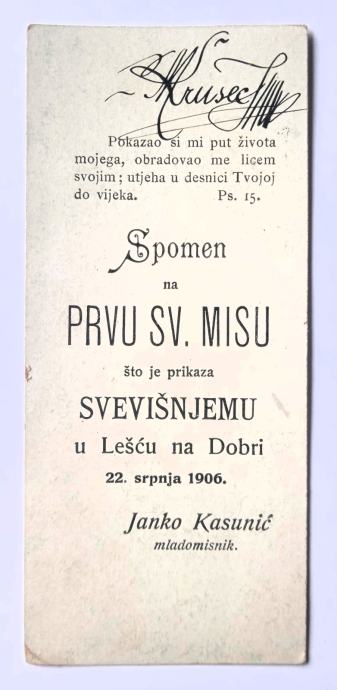 Krušec
Pokazao si mi put života
mojega, obradovao me licem
svojim; utjeha u desnici Tvojoj
do vijeka. Ps. 15.
Spomen
na
PRVU SV. MISU
što je prikaza
SVEVIŠNJEMU
u Lešću na Dobri
22. srpnja 1906.
Janko Kasunić
mladomisnik.